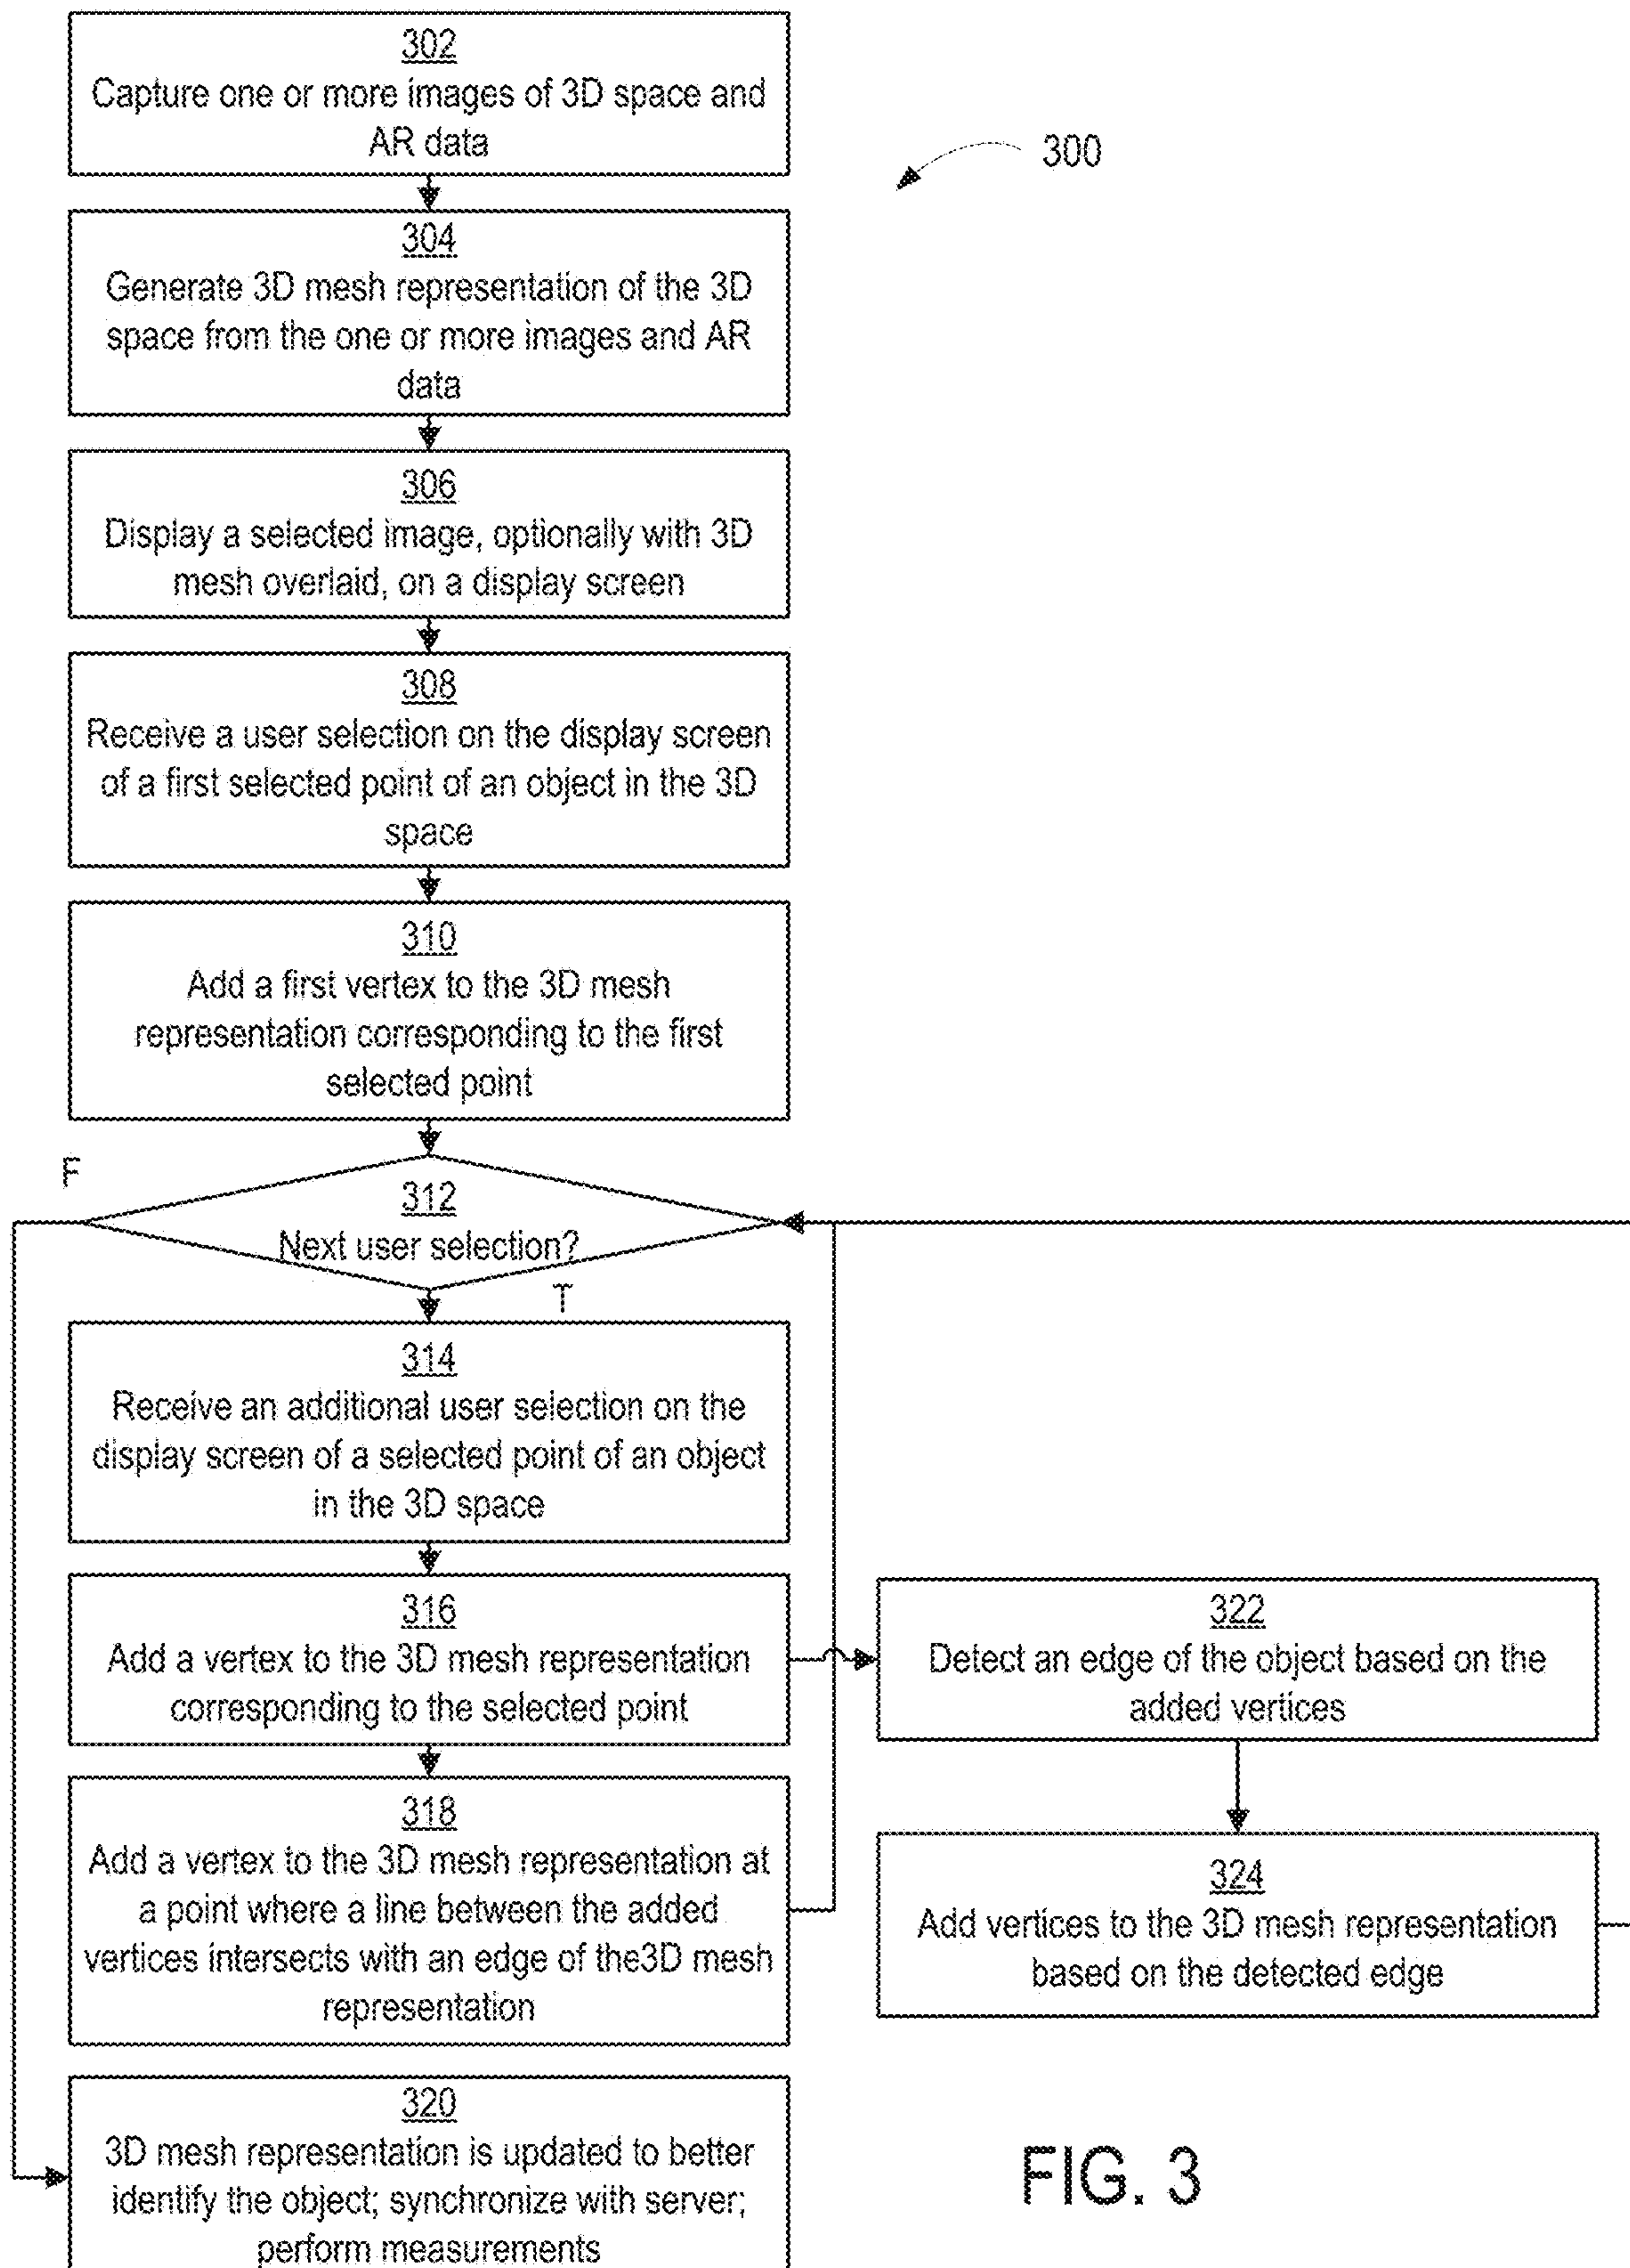 302
Capture one or more images of 3D space and
AR data
300
304
Generate 3D mesh representation of the 3D
space from the one or more images and AR
data
306
Display a selected image, optionally with 3D
mesh overlaid, on a display screen
308
Receive a user selection on the display screen
of a first selected point of an object in the 3D
space
310
Add a first vertex to the 3D mesh
representation corresponding to the first
selected point
F
312
Next user selection?
T
314
Receive an additional user selection on the
display screen of a selected point of an object
in the 3D space
316
Add a vertex to the 3D mesh representation
corresponding to the selected point
322
Detect an edge of the object based on the
added vertices
318
Add a vertex to the 3D mesh representation at
a point where a line between the added
vertices intersects with an edge of the3D mesh
representation
324
Add vertices to the 3D mesh representation
based on the detected edge
320
3D mesh representation is updated to better
identify the object; synchronize with server;
perform measurements
FIG. 3